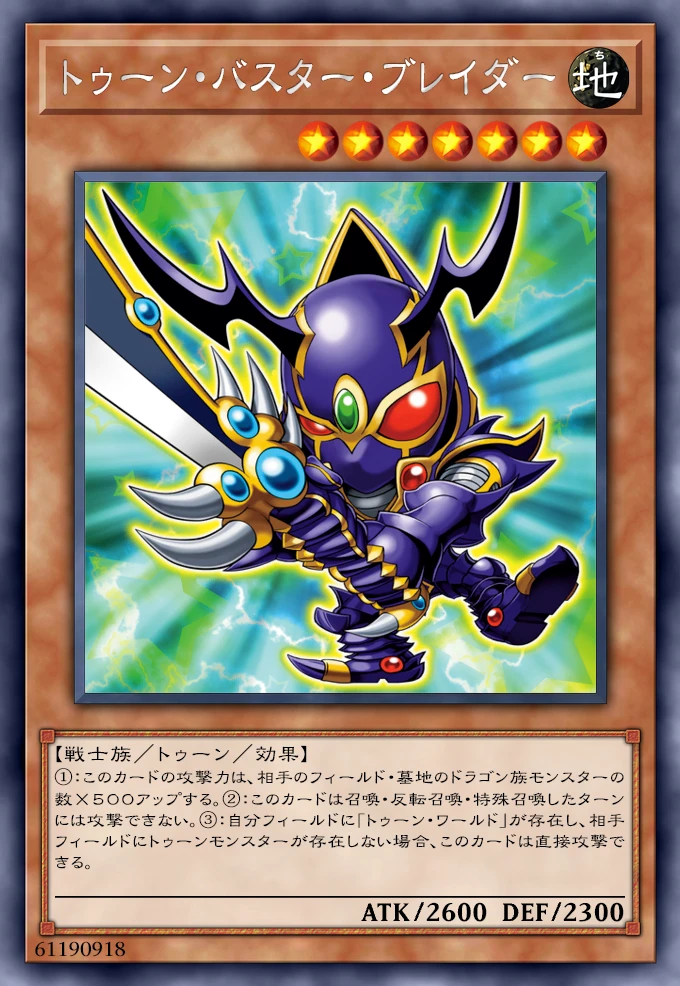 トゥーン・バスター・ブレイダー
ち
地
【戦士族/トゥーン/効果】
①:このカードの攻撃力は、相手のフィールド・墓地のドラゴン族モンスターの
数×500アップする。②:このカードは召喚・反転召喚・特殊召喚したターン
には攻撃できない。③:自分フィールドに「トゥーン・ワールド」が存在し、相手
フィールドにトゥーンモンスターが存在しない場合、このカードは直接攻撃で
きる。
ATK/2600 DEF/2300
61190918